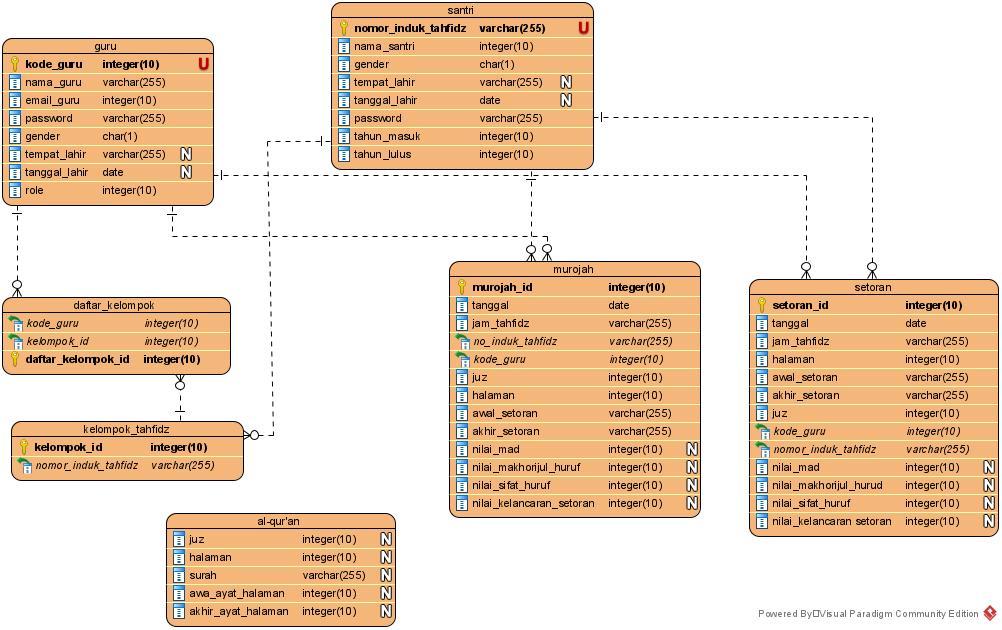 santri
nomor_induk_tahfidz varchar(255) U
nama_santri integer(10)
gender char(1)
tempat_lahir varchar(255) N
tanggal_lahir date N
password varchar(255)
tahun_masuk integer(10)
tahun_lulus integer(10)
guru
kode_guru integer(10) U
nama_guru varchar(255)
email_guru integer(10)
password varchar(255)
gender char(1)
tempat_lahir varchar(255) N
tanggal_lahir date N
role integer(10)
daftar_kelompok
kode_guru integer(10)
kelompok_id integer(10)
daftar_kelompok_id integer(10)
kelompok_tahfidz
kelompok_id integer(10)
nomor_induk_tahfidz varchar(255)
murojah
murojah_id integer(10)
tanggal date
jam_tahfidz varchar(255)
no_induk_tahfidz varchar(255)
kode_guru integer(10)
juz integer(10)
halaman integer(10)
awal_setoran varchar(255)
akhir_setoran varchar(255)
nilai_mad integer(10) N
nilai_makhorijul_huruf integer(10) N
nilai_sifat_huruf integer(10) N
nilai_kelancaran_setoran integer(10) N
setoran
setoran_id integer(10)
tanggal date
jam_tahfidz varchar(255)
halaman integer(10)
awal_setoran varchar(255)
akhir_setoran varchar(255)
juz integer(10)
kode_guru integer(10)
nomor_induk_tahfidz varchar(255)
nilai_mad integer(10) N
nilai_makhorijul_hurud integer(10) N
nilai_sifat_huruf integer(10) N
nilai_kelancaran setoran integer(10) N
al-qur'an
juz integer(10) N
halaman integer(10) N
surah varchar(255) N
awa_ayat_halaman integer(10) N
akhir_ayat_halaman integer(10) N
Powered By Visual Paradigm Community Edition